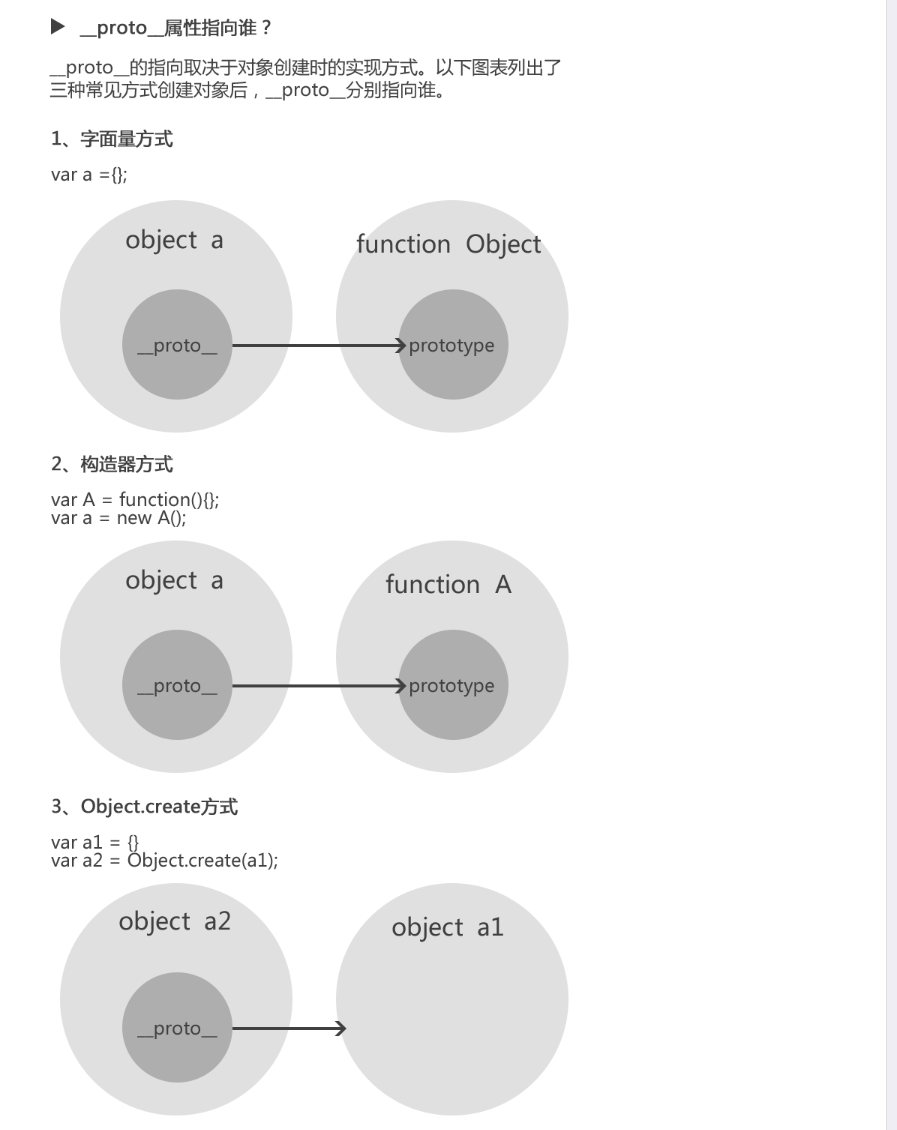 ▶ __proto__属性指向谁？
__proto__的指向取决于对象创建时的实现方式。以下图表列出了
三种常见方式创建对象后，__proto__分别指向谁。
1、字面量方式
var a ={};
object a
function Object
__proto__
prototype
2、构造器方式
var A = function(){};
var a = new A();
object a
function A
__proto__
prototype
3、Object.create方式
var a1 = {}
var a2 = Object.create(a1);
object a2
object a1
__proto__